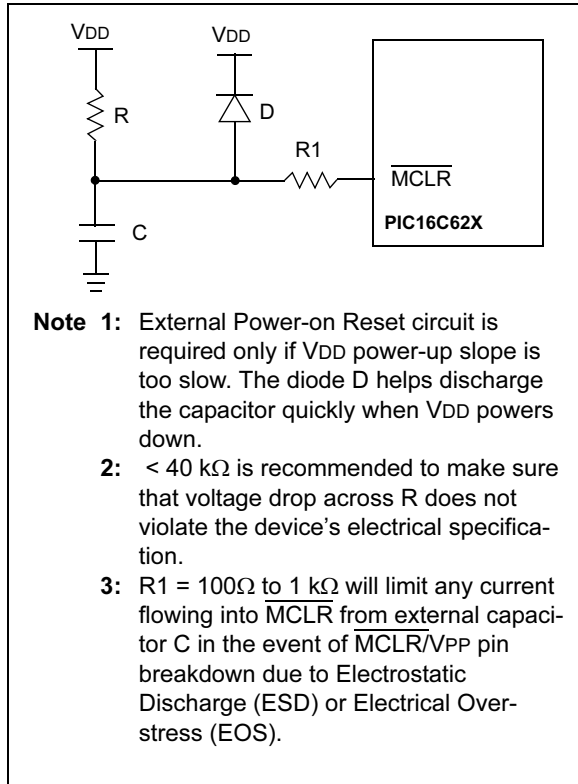 VDD VDD
R
D
R1
MCLR
PIC16C62X
C
Note 1: External Power-on Reset circuit is
required only if VDD power-up slope is
too slow. The diode D helps discharge
the capacitor quickly when VDD powers
down.
2: < 40 kΩ is recommended to make sure
that voltage drop across R does not
violate the device's electrical specifica-
tion.
3: R1 = 100Ω to 1 kΩ will limit any current
flowing into MCLR from external capaci-
tor C in the event of MCLR/VPP pin
breakdown due to Electrostatic
Discharge (ESD) or Electrical Over-
stress (EOS).